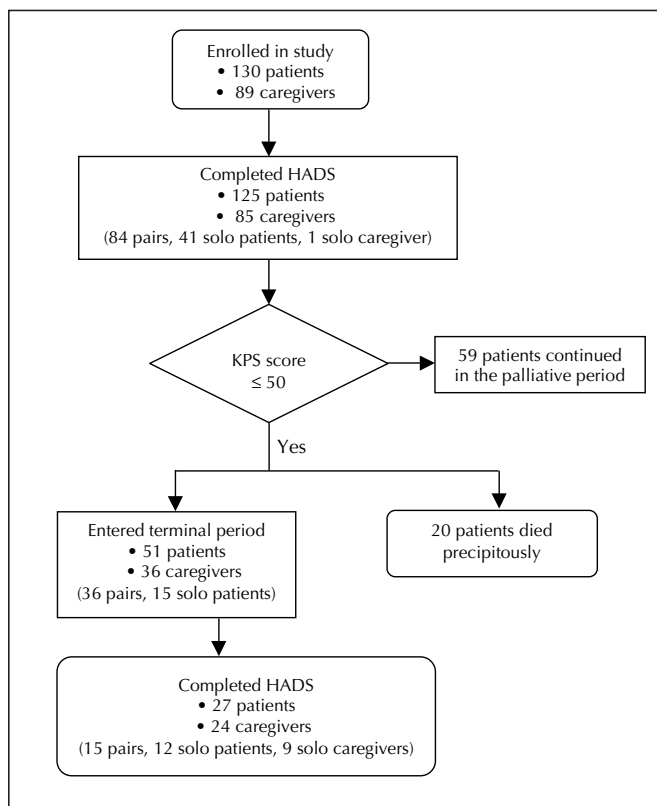 Enrolled in study
• 130 patients
• 89 caregivers
Completed HADS
• 125 patients
• 85 caregivers
(84 pairs, 41 solo patients, 1 solo caregiver)
KPS score
≤ 50
59 patients continued
in the palliative period
Yes
Entered terminal period
• 51 patients
• 36 caregivers
(36 pairs, 15 solo patients)
20 patients died
precipitously
Completed HADS
• 27 patients
• 24 caregivers
(15 pairs, 12 solo patients, 9 solo caregivers)